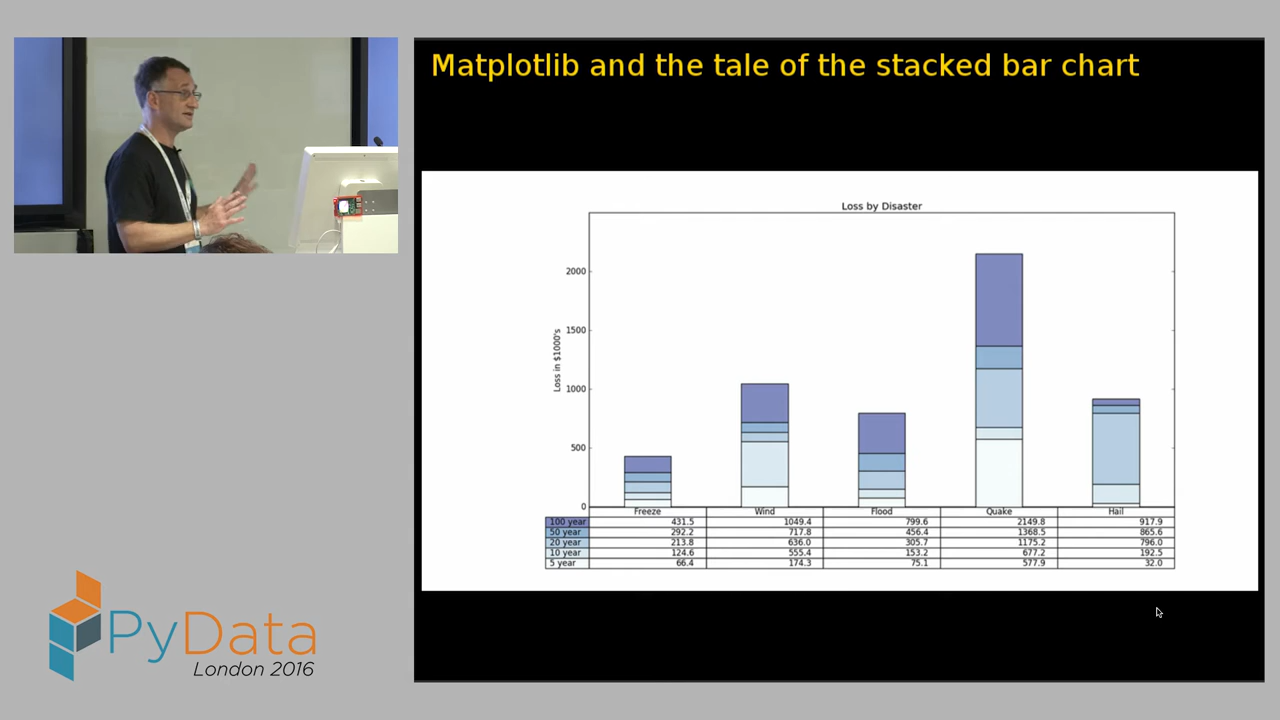 Matplotlib and the tale of the stacked bar chart
Loss by Disaster
Loss in $1000's
2000
1500
1000
500
0
Freeze Wind Flood Quake Hail
100 year 431.5 1049.4 799.6 2149.8 917.9
50 year 292.2 717.8 456.4 1368.5 865.6
20 year 213.8 636.0 305.7 1175.2 796.0
10 year 124.6 555.4 153.2 677.2 192.5
5 year 66.4 174.3 75.1 577.9 32.0
PyData
London 2016